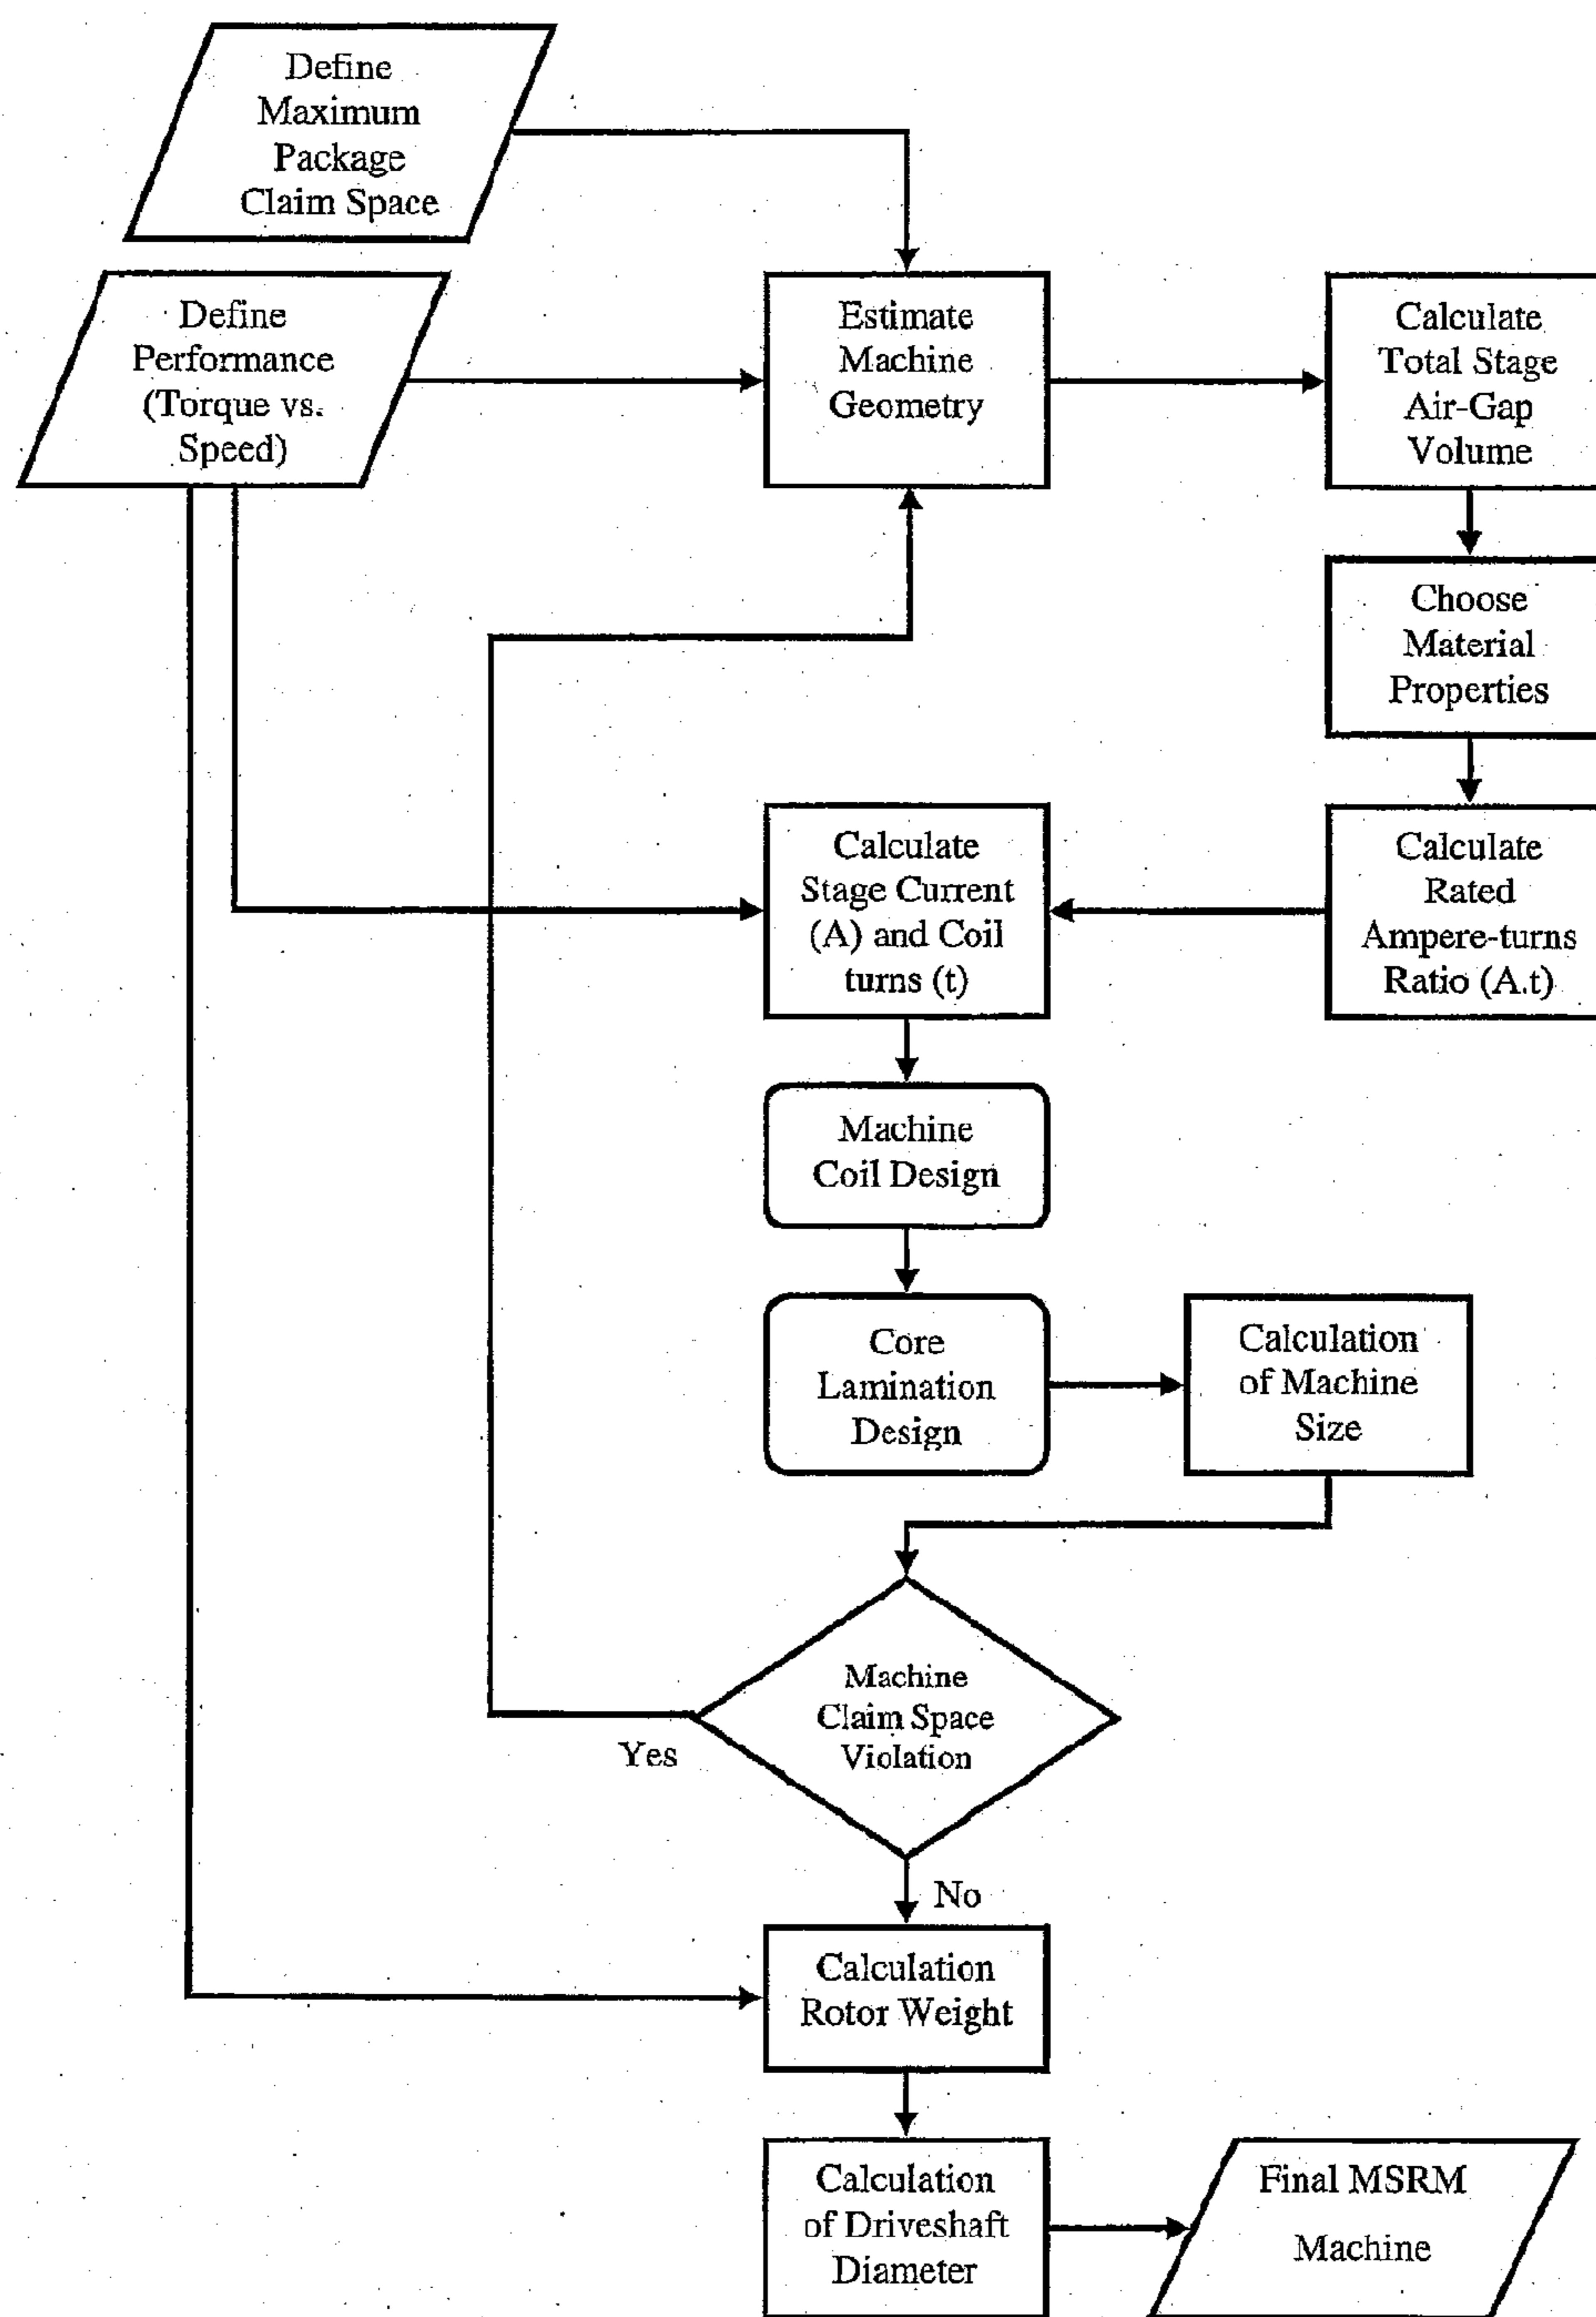 Define
Maximum
Package
Claim Space
Define
Performance
(Torque vs.
Speed)
Estimate
Machine
Geometry
Calculate
Total Stage
Air-Gap
Volume
Choose
Material
Properties
Calculate
Stage Current
(A) and Coil
turns (t)
Calculate
Rated
Ampere-turns
Ratio (A.t)
Machine
Coil Design
Core
Lamination
Design
Calculation
of Machine
Size
Machine
Claim Space
Violation
Yes
No
Calculation
Rotor Weight
Calculation
of Driveshaft
Diameter
Final MSRM
Machine